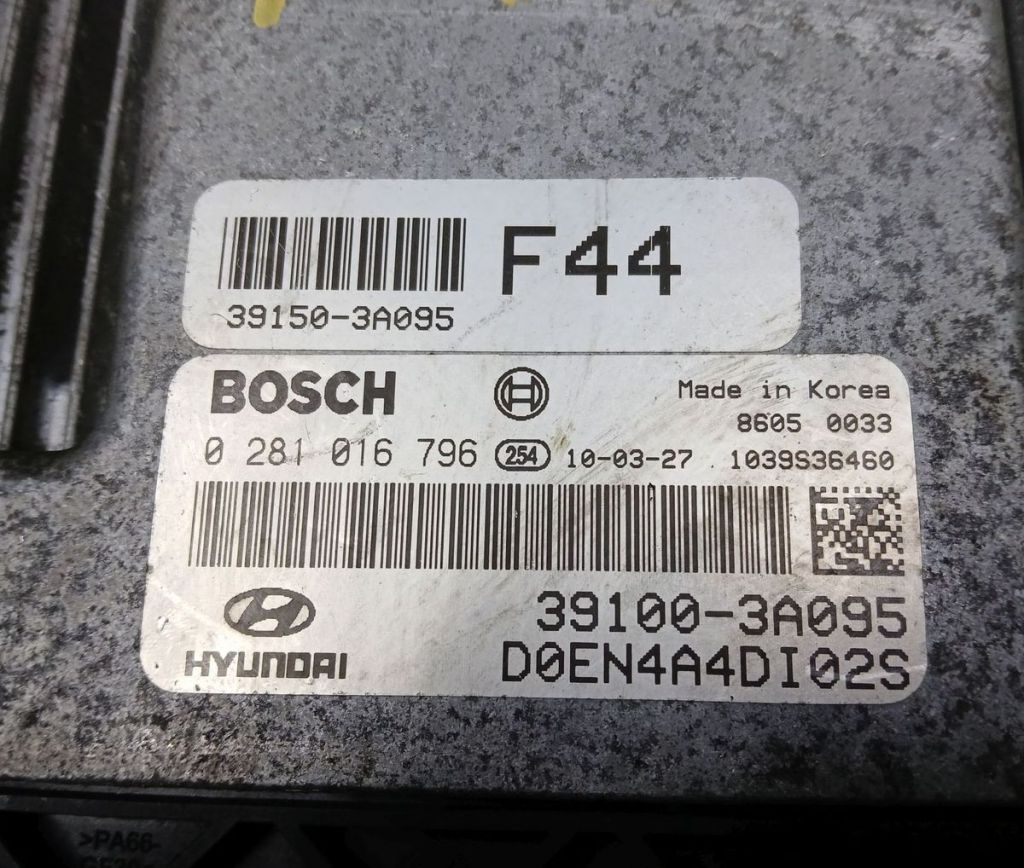 F44
39150-3A095
BOSCH
Made in Korea
8605 0033
0 281 016 796 254 10-03-27 1039S36460
39100-3A095
HYUNDAI
D0EN4A4DI02S
>PA66-